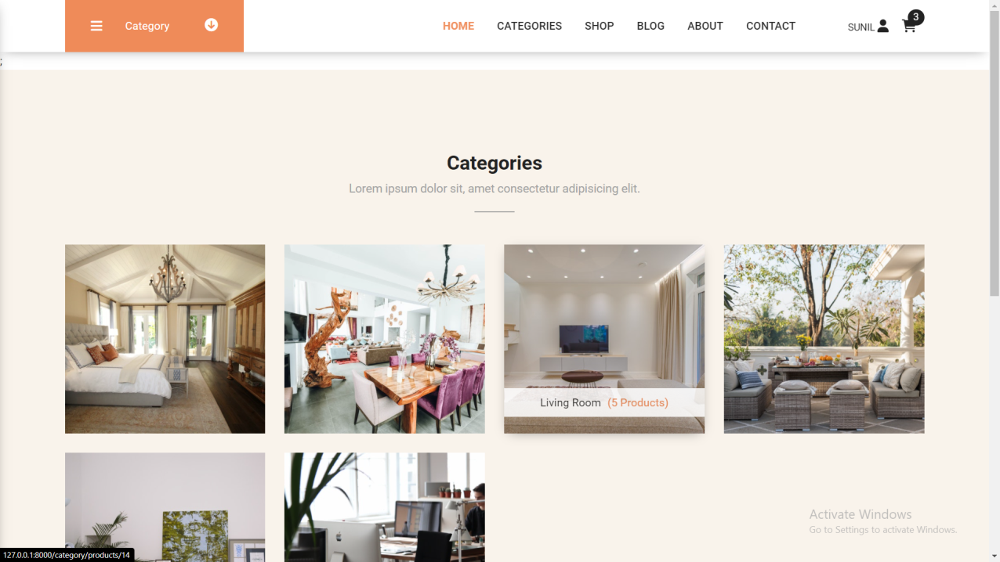 Category
HOME CATEGORIES SHOP BLOG ABOUT CONTACT
SUNIL 3
;
Categories
Lorem ipsum dolor sit, amet consectetur adipisicing elit.
Living Room (5 Products)
Activate Windows
Go to Settings to activate Windows.
127.0.0.1:8000/category/products/14